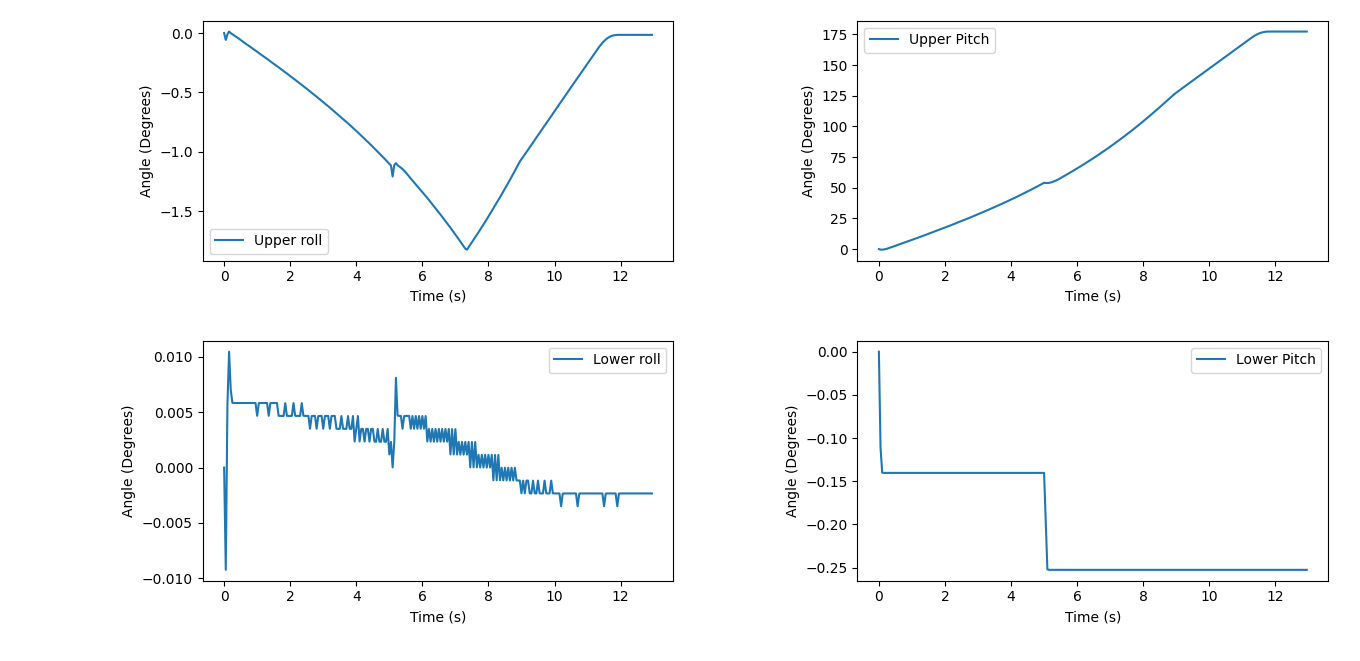 0.0
−0.5
−1.0
−1.5
Angle (Degrees)
Upper roll
0 2 4 6 8 10 12
Time (s)
175
150
125
100
75
50
25
0
Angle (Degrees)
Upper Pitch
0 2 4 6 8 10 12
Time (s)
0.010
0.005
0.000
−0.005
−0.010
Angle (Degrees)
Lower roll
0 2 4 6 8 10 12
Time (s)
0.00
−0.05
−0.10
−0.15
−0.20
−0.25
Angle (Degrees)
Lower Pitch
0 2 4 6 8 10 12
Time (s)